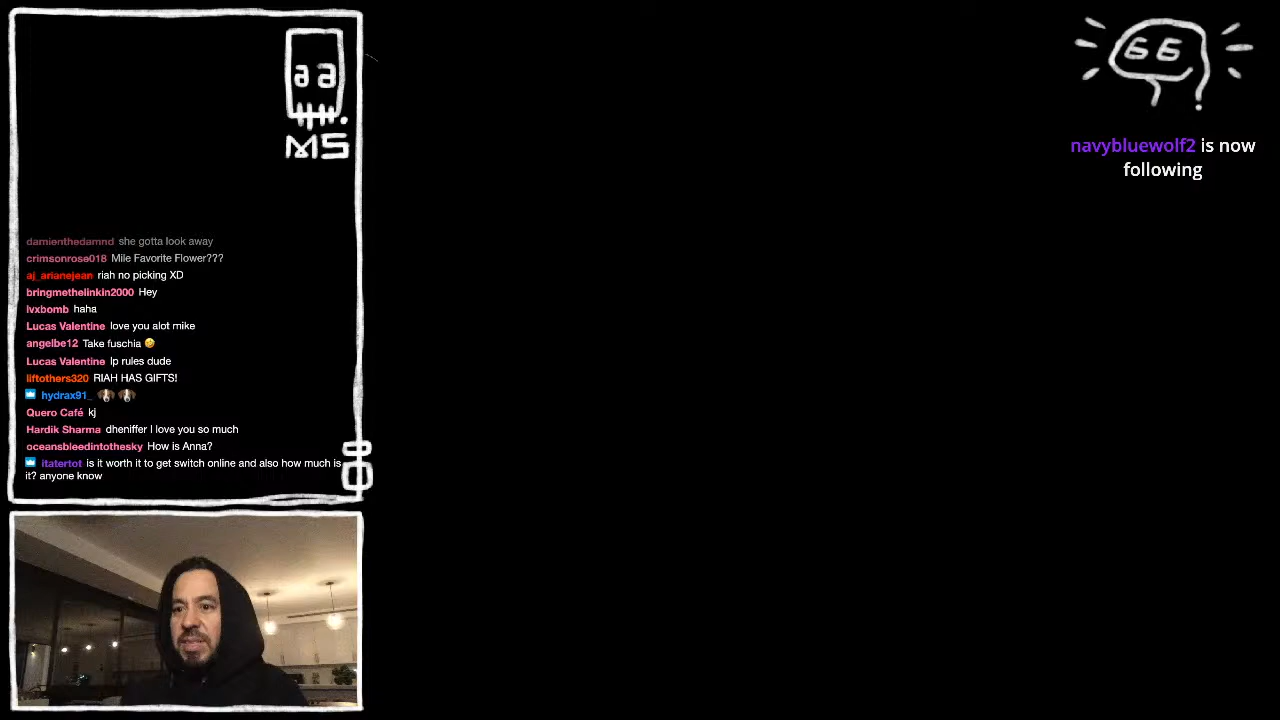 aa
MS
damienthedamnd she gotta look away
crimsonrose018 Mile Favorite Flower???
aj_arianejean riah no picking XD
bringmethelinkin2000 Hey
lvxbomb haha
Lucas Valentine love you alot mike
angelbe12 Take fuschia 🤣
Lucas Valentine lp rules dude
liftothers320 RIAH HAS GIFTS!
hydrax91_
Quero Café kj
Hardik Sharma dheniffer I love you so much
oceansbleedintothesky How is Anna?
itatertot is it worth it to get switch online and also how much is
it? anyone know
66
navybluewolf2 is now
following